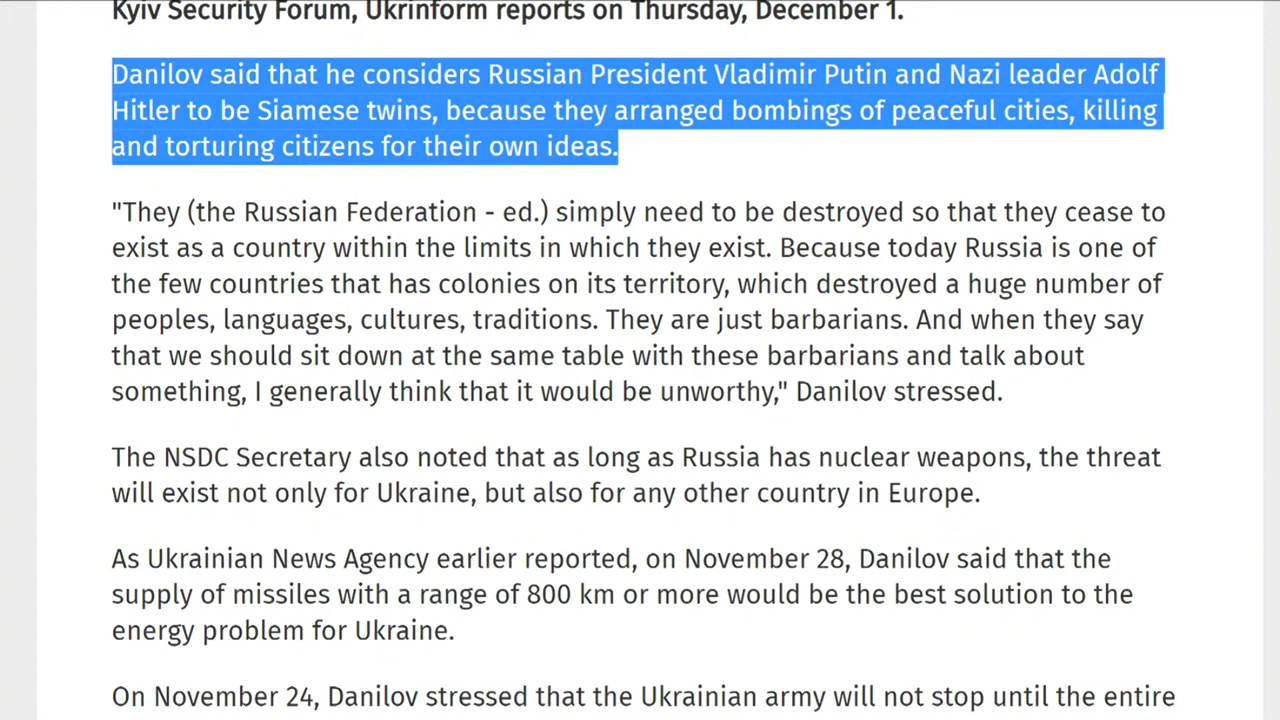 Kyiv Security Forum, Ukrinform reports on Thursday, December 1.
Danilov said that he considers Russian President Vladimir Putin and Nazi leader Adolf
Hitler to be Siamese twins, because they arranged bombings of peaceful cities, killing
and torturing citizens for their own ideas.
"They (the Russian Federation - ed.) simply need to be destroyed so that they cease to
exist as a country within the limits in which they exist. Because today Russia is one of
the few countries that has colonies on its territory, which destroyed a huge number of
peoples, languages, cultures, traditions. They are just barbarians. And when they say
that we should sit down at the same table with these barbarians and talk about
something, I generally think that it would be unworthy," Danilov stressed.
The NSDC Secretary also noted that as long as Russia has nuclear weapons, the threat
will exist not only for Ukraine, but also for any other country in Europe.
As Ukrainian News Agency earlier reported, on November 28, Danilov said that the
supply of missiles with a range of 800 km or more would be the best solution to the
energy problem for Ukraine.
On November 24, Danilov stressed that the Ukrainian army will not stop until the entire